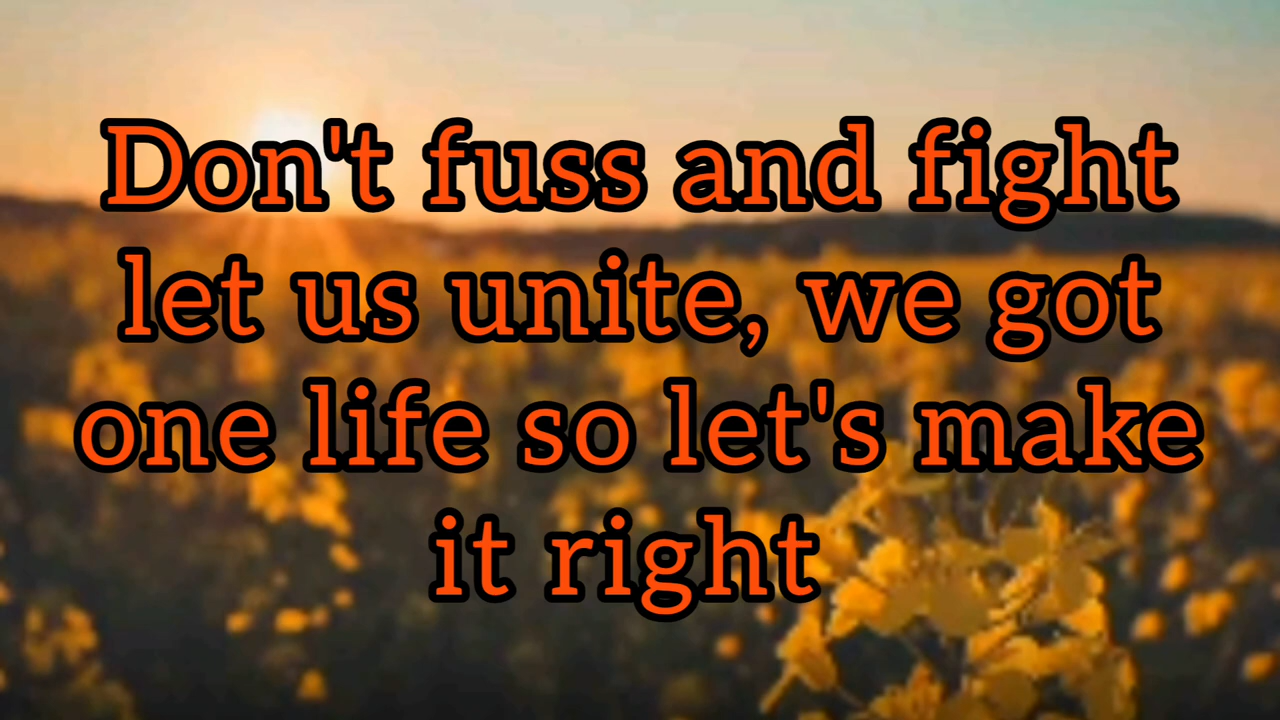 Don't fuss and fight
let us unite, we got
one life so let's make
it right